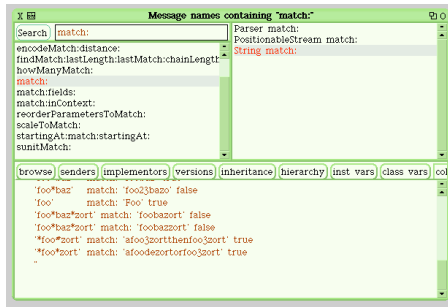 Message names containing "match:"
Search match:
encodeMatch:distance:
findMatch:lastLength:lastMatch:chainLength
howManyMatch:
match:
match:fields:
match:inContext:
reorderParametersToMatch:
scaleToMatch:
startingAt:match:startingAt:
sunitMatch:
Parser match:
PositionableStream match:
String match:
browse senders implementors versions inheritance hierarchy inst vars class vars
'foo*baz' match: 'foo23bazo' false
'foo' match: 'Foo' true
'foo*baz*zort' match: 'foobazort' false
'foo*baz*zort' match: 'foobazzort' false
'*foo#zort' match: 'afoo3zortthenfoo3zort' true
'*foo*zort' match: 'afoodezortorfoo3zort' true
"